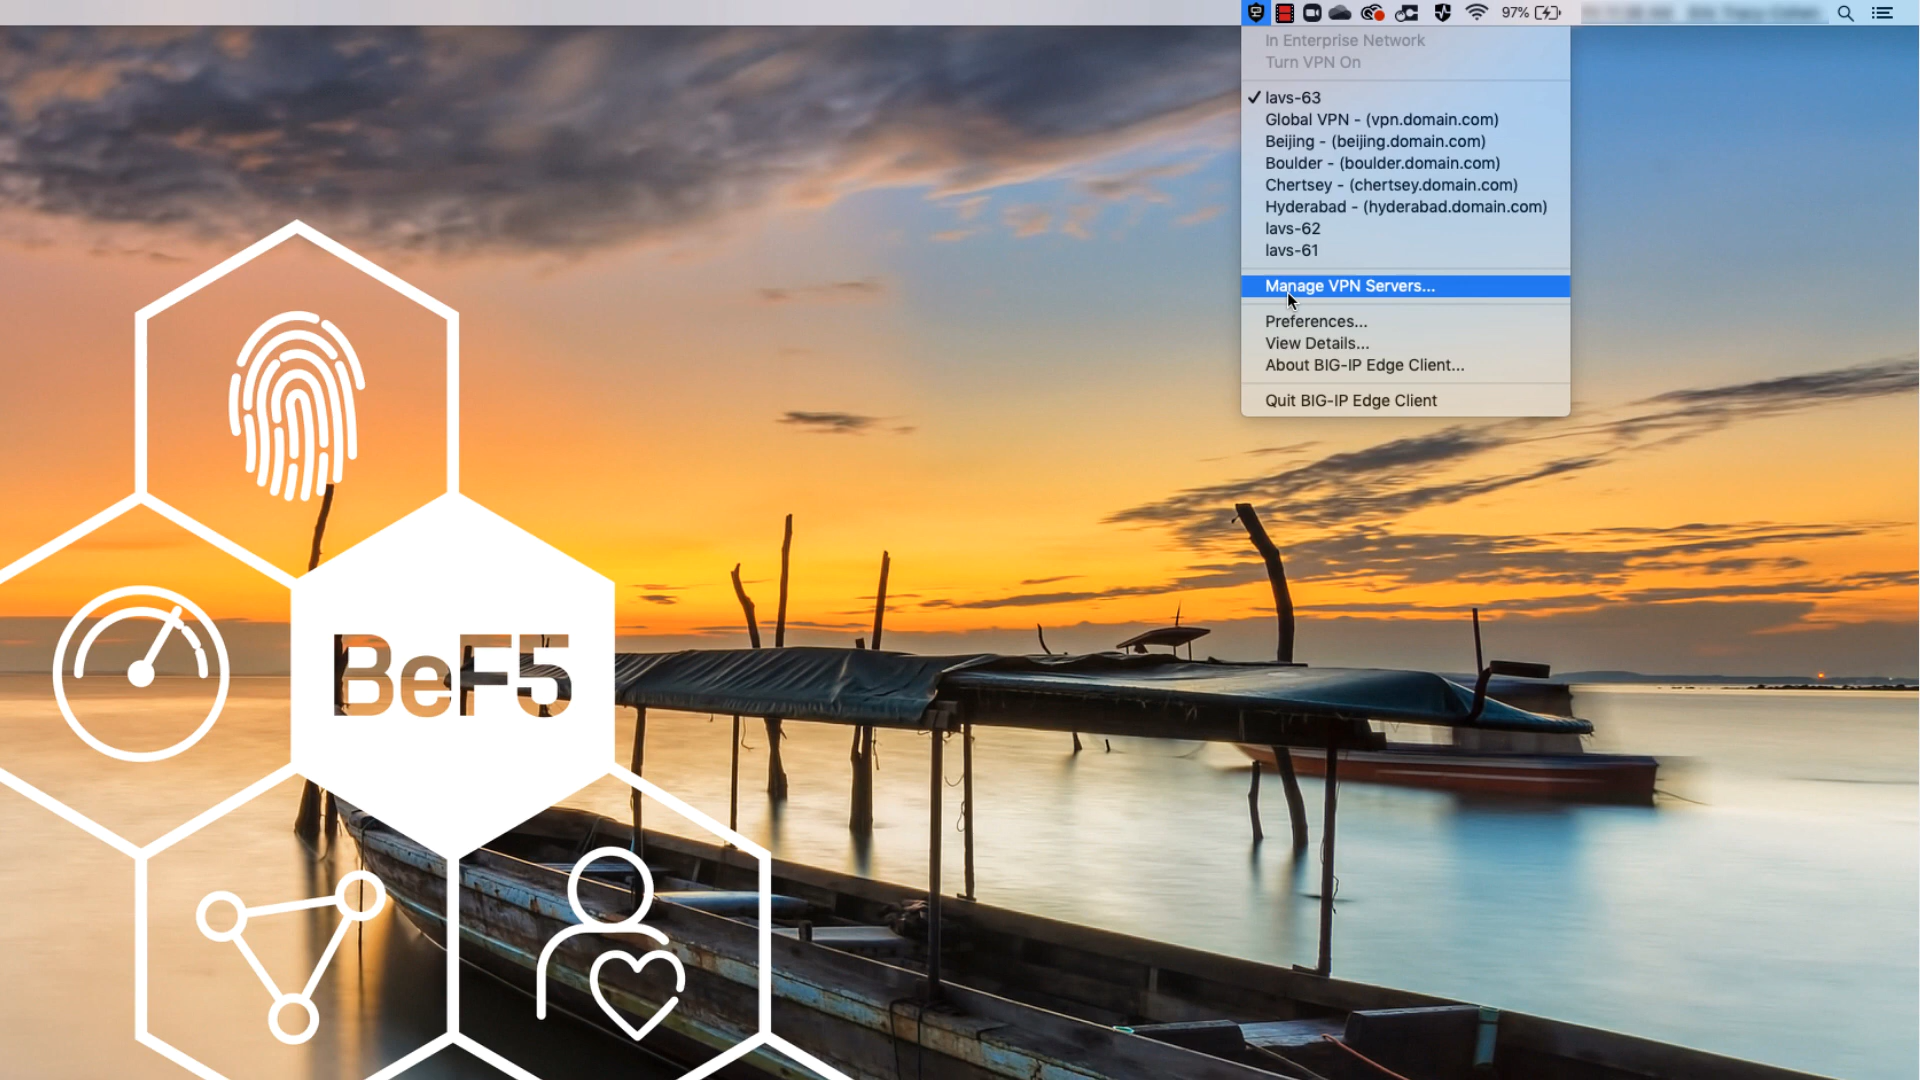 97%
In Enterprise Network
Turn VPN On
✓ lavs-63
Global VPN - (vpn.domain.com)
Beijing - (beijing.domain.com)
Boulder - (boulder.domain.com)
Chertsey - (chertsey.domain.com)
Hyderabad - (hyderabad.domain.com)
lavs-62
lavs-61
Manage VPN Servers...
Preferences...
View Details...
About BIG-IP Edge Client...
Quit BIG-IP Edge Client
BeF5